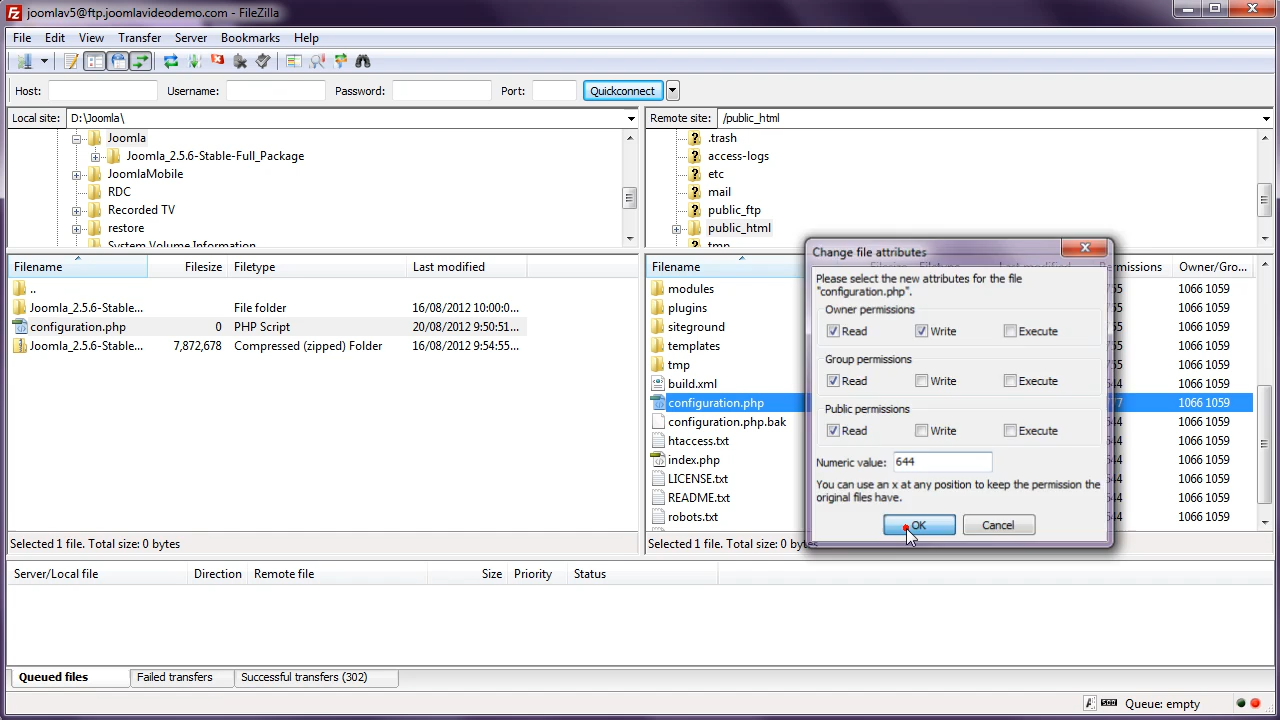 joomlav5@ftp.joomlavideodemo.com - FileZilla
File Edit View Transfer Server Bookmarks Help
Host: Username: Password: Port: Quickconnect
Local site: D:\Joomla\
Joomla
Joomla_2.5.6-Stable-Full_Package
JoomlaMobile
RDC
Recorded TV
restore
System Volume Information
Remote site: /public_html
.trash
access-logs
etc
mail
public_ftp
public_html
tmp
Filename Filesize Filetype Last modified
..
Joomla_2.5.6-Stable... File folder 16/08/2012 10:00:0...
configuration.php 0 PHP Script 20/08/2012 9:50:51...
Joomla_2.5.6-Stable... 7,872,678 Compressed (zipped) Folder 16/08/2012 9:54:55...
Selected 1 file. Total size: 0 bytes
Filename Permissions Owner/Gro...
modules 1066 1059
plugins 1066 1059
siteground 1066 1059
templates 1066 1059
tmp 1066 1059
build.xml 1066 1059
configuration.php 1066 1059
configuration.php.bak 1066 1059
htaccess.txt 1066 1059
index.php 1066 1059
LICENSE.txt 1066 1059
README.txt 1066 1059
robots.txt 1066 1059
Selected 1 file. Total size: 0 bytes
Change file attributes
Please select the new attributes for the file
"configuration.php".
Owner permissions
Read Write Execute
Group permissions
Read Write Execute
Public permissions
Read Write Execute
Numeric value: 644
You can use an x at any position to keep the permission the
original files have.
OK Cancel
Server/Local file Direction Remote file Size Priority Status
Queued files Failed transfers Successful transfers (302)
Queue: empty